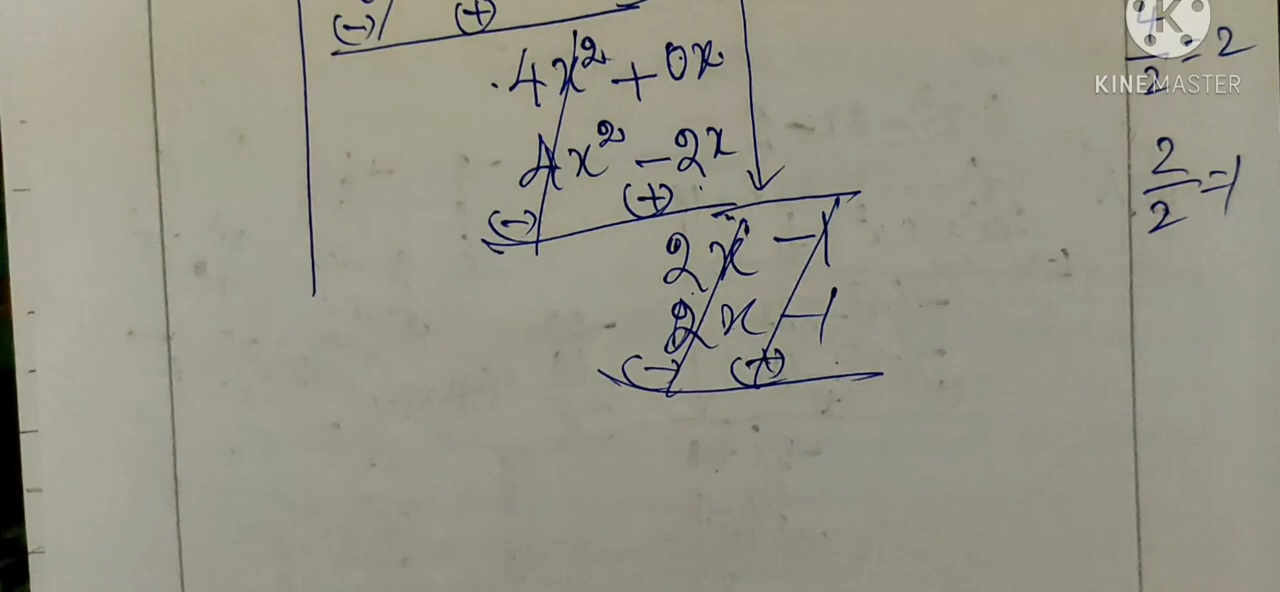 (-) (+)
4x² + 0x
4x² - 2x
(-) (+)
2x - 1
2x - 1
(-) (+)
4/2 = 2
2/2 = 1
K
KINEMASTER